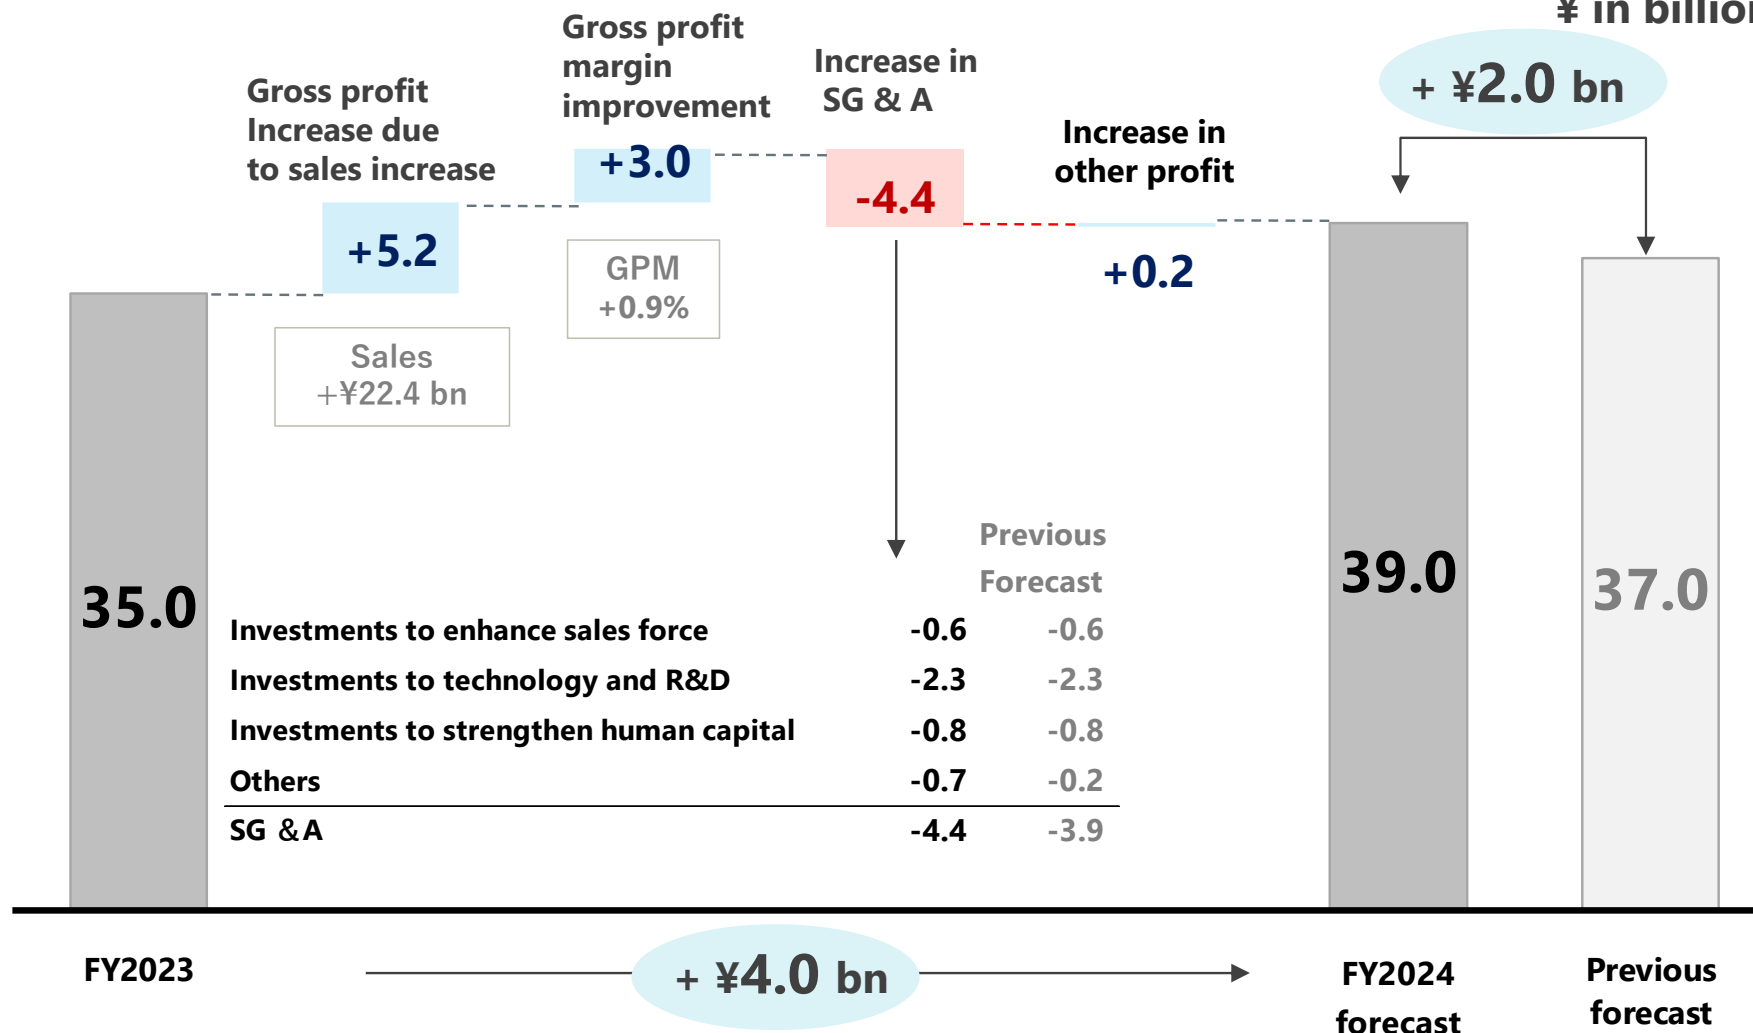 ¥ in billion
+ ¥2.0 bn
Gross profit
Increase due
to sales increase
Gross profit
margin
improvement
Increase in
SG & A
Increase in
other profit
+5.2
+3.0
-4.4
+0.2
Sales
+¥22.4 bn
GPM
+0.9%
35.0
39.0
37.0
Previous
Forecast
Investments to enhance sales force -0.6 -0.6
Investments to technology and R&D -2.3 -2.3
Investments to strengthen human capital -0.8 -0.8
Others -0.7 -0.2
SG &A -4.4 -3.9
FY2023
+ ¥4.0 bn
FY2024
forecast
Previous
forecast